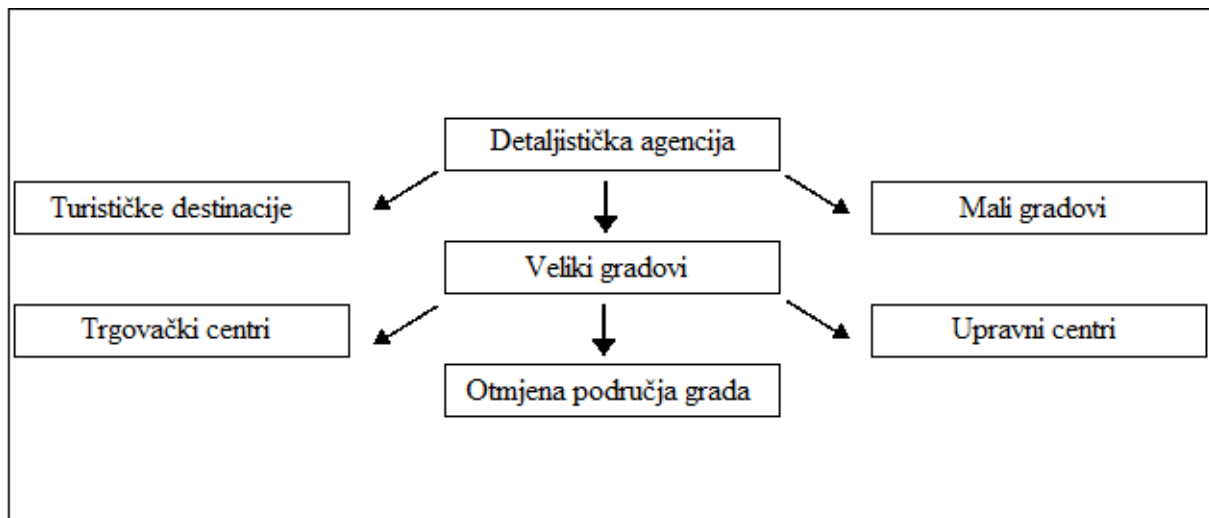 Detaljistička agencija
Turističke destinacije
Mali gradovi
Veliki gradovi
Trgovački centri
Upravni centri
Otmjena područja grada